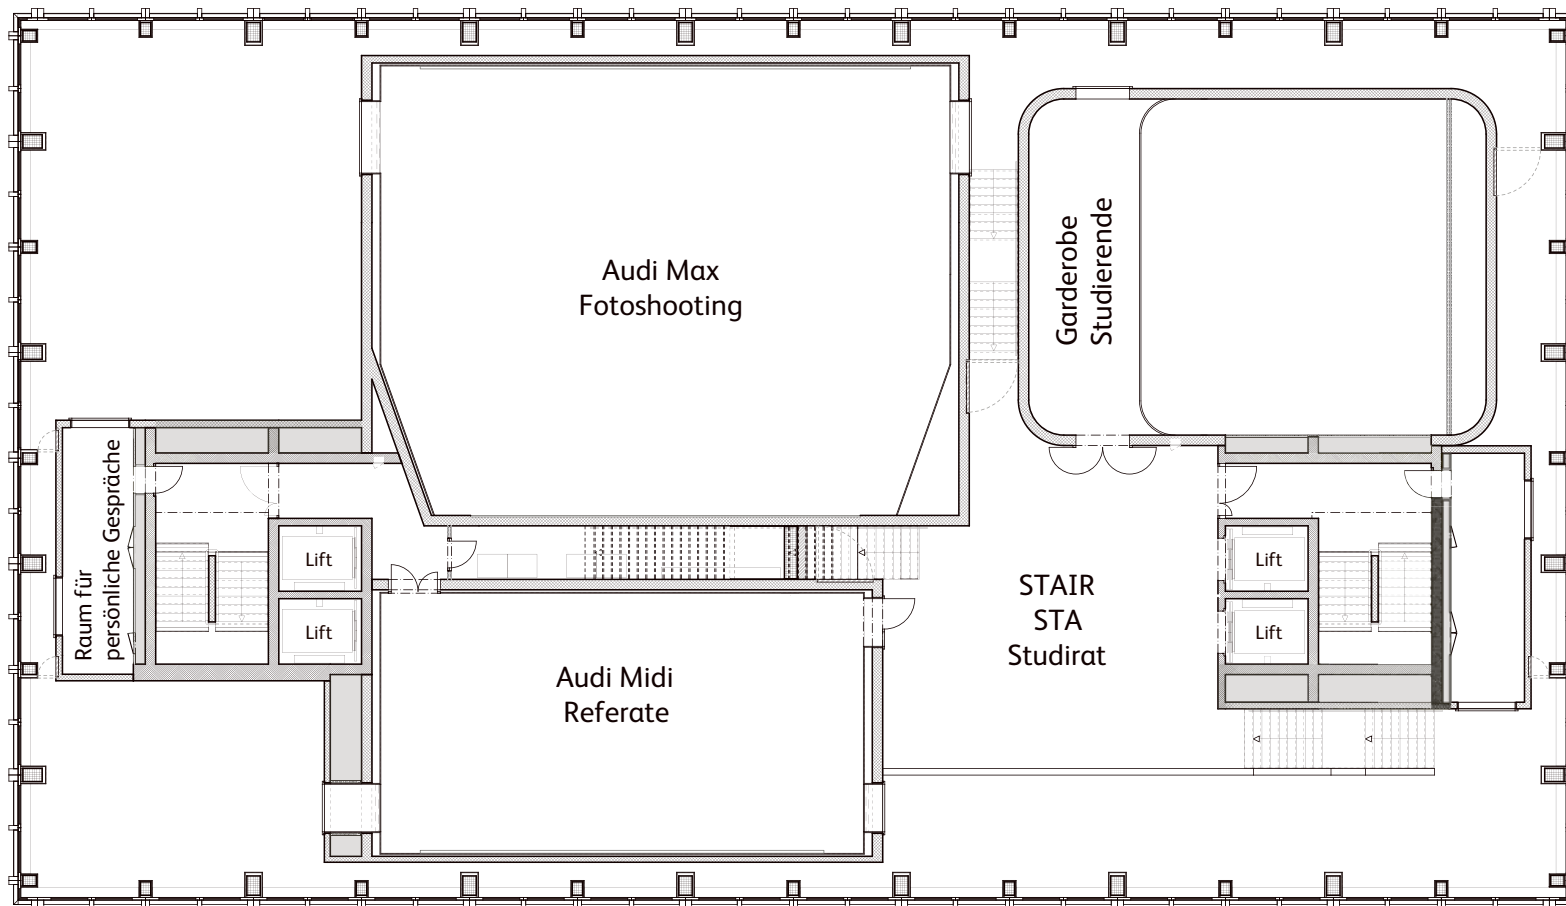 Audi Max
Fotoshooting
Garderobe
Studierende
Raum für
persönliche Gespräche
Lift
Lift
STAIR
STA
Studirat
Lift
Lift
Audi Midi
Referate